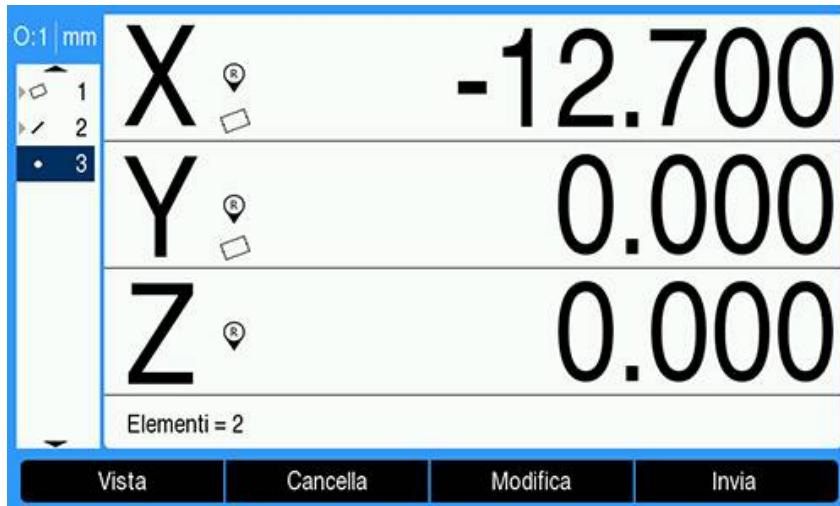 O:1 mm
1
2
3
X R -12.700
Y R 0.000
Z R 0.000
Elementi = 2
Vista Cancella Modifica Invia